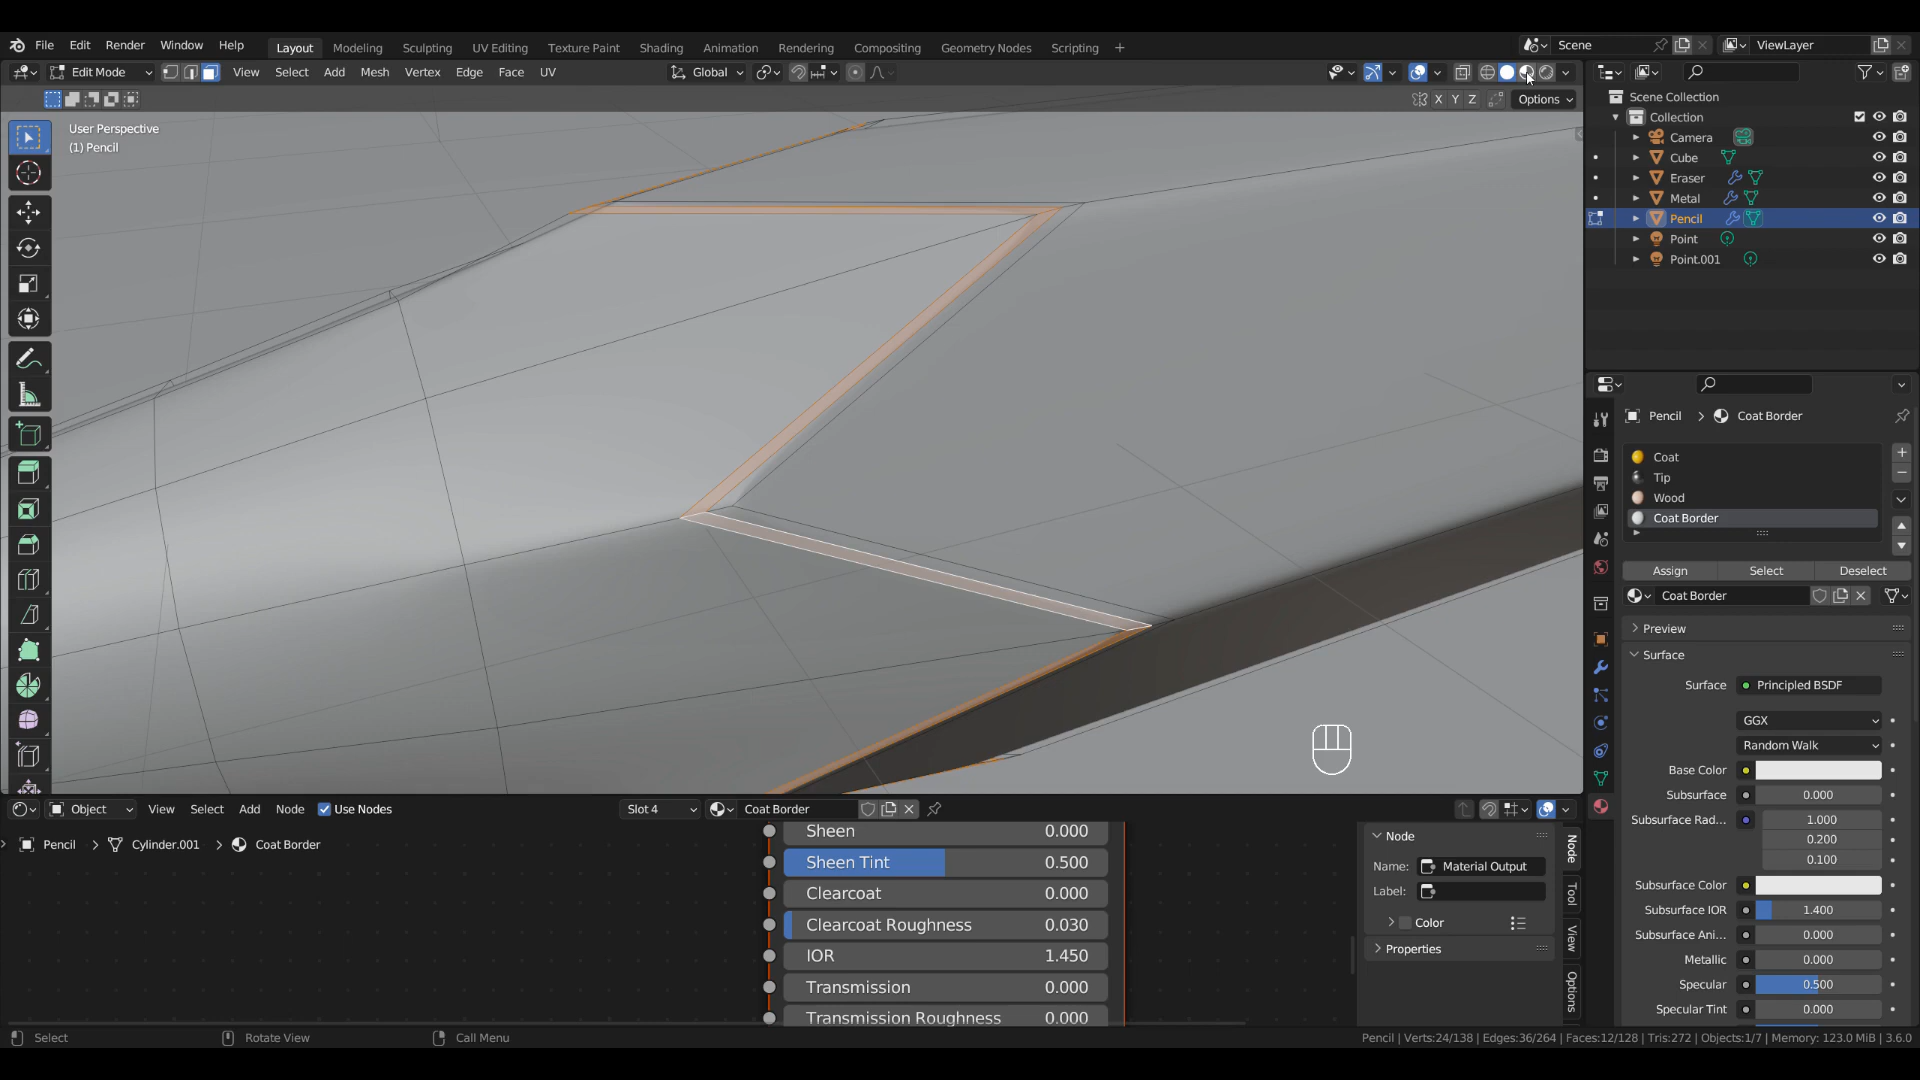 File Edit Render Window Help Layout Modeling Sculpting UV Editing Texture Paint Shading Animation Rendering Compositing Geometry Nodes Scripting + Scene ViewLayer
Edit Mode View Select Add Mesh Vertex Edge Face UV Global
X Y Z Options
User Perspective
(1) Pencil
Scene Collection
Collection
Camera
Cube
Eraser
Metal
Pencil
Point
Point.001
Pencil > Coat Border
Coat
Tip
Wood
Coat Border
Assign Select Deselect
Coat Border
Preview
Surface
Surface Principled BSDF
GGX
Random Walk
Base Color
Subsurface 0.000
Subsurface Rad... 1.000
0.200
0.100
Subsurface Color
Subsurface IOR 1.400
Subsurface Ani... 0.000
Metallic 0.000
Specular 0.500
Specular Tint 0.000
Object View Select Add Node Use Nodes Slot 4 Coat Border
Pencil > Cylinder.001 > Coat Border
Sheen 0.000
Sheen Tint 0.500
Clearcoat 0.000
Clearcoat Roughness 0.030
IOR 1.450
Transmission 0.000
Transmission Roughness 0.000
Node
Name: Material Output
Label:
Color
Properties
Node
Tool
View
Options
Select Rotate View Call Menu Pencil | Verts:24/138 | Edges:36/264 | Faces:12/128 | Tris:272 | Objects:1/7 | Memory: 123.0 MiB | 3.6.0